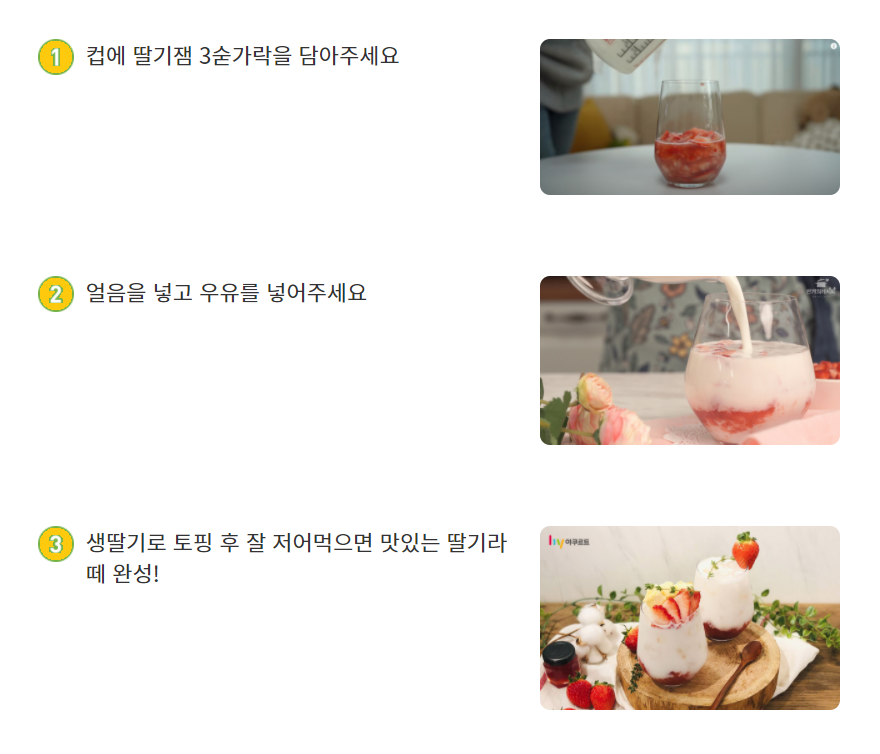 1 컵에 딸기잼 3숟가락을 담아주세요
2 얼음을 넣고 우유를 넣어주세요
3 생딸기로 토핑 후 잘 저어먹으면 맛있는 딸기라
떼 완성!
hy 야쿠르트